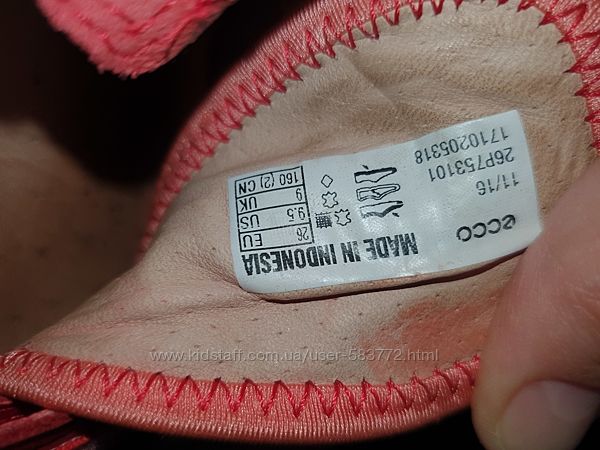 ecco
11/16
26P753101
1710205318
MADE IN INDONESIA
26 EU
9.5 US
9 UK
160 (2) CN
www.kidstaff.com.ua/user-583772.html